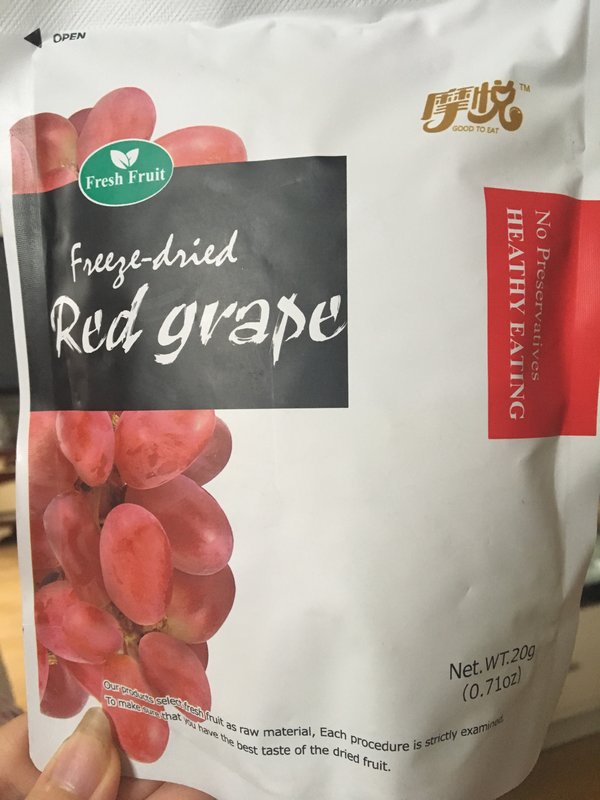 OPEN
摩悦 TM
GOOD TO EAT
Fresh Fruit
Freeze-dried
Red grape
No Preservatives
HEATHY EATING
Net.WT.20g
(0.71oz)
Our products select fresh fruit as raw material, Each procedure is strictly examined.
To make sure that you have the best taste of the dried fruit.